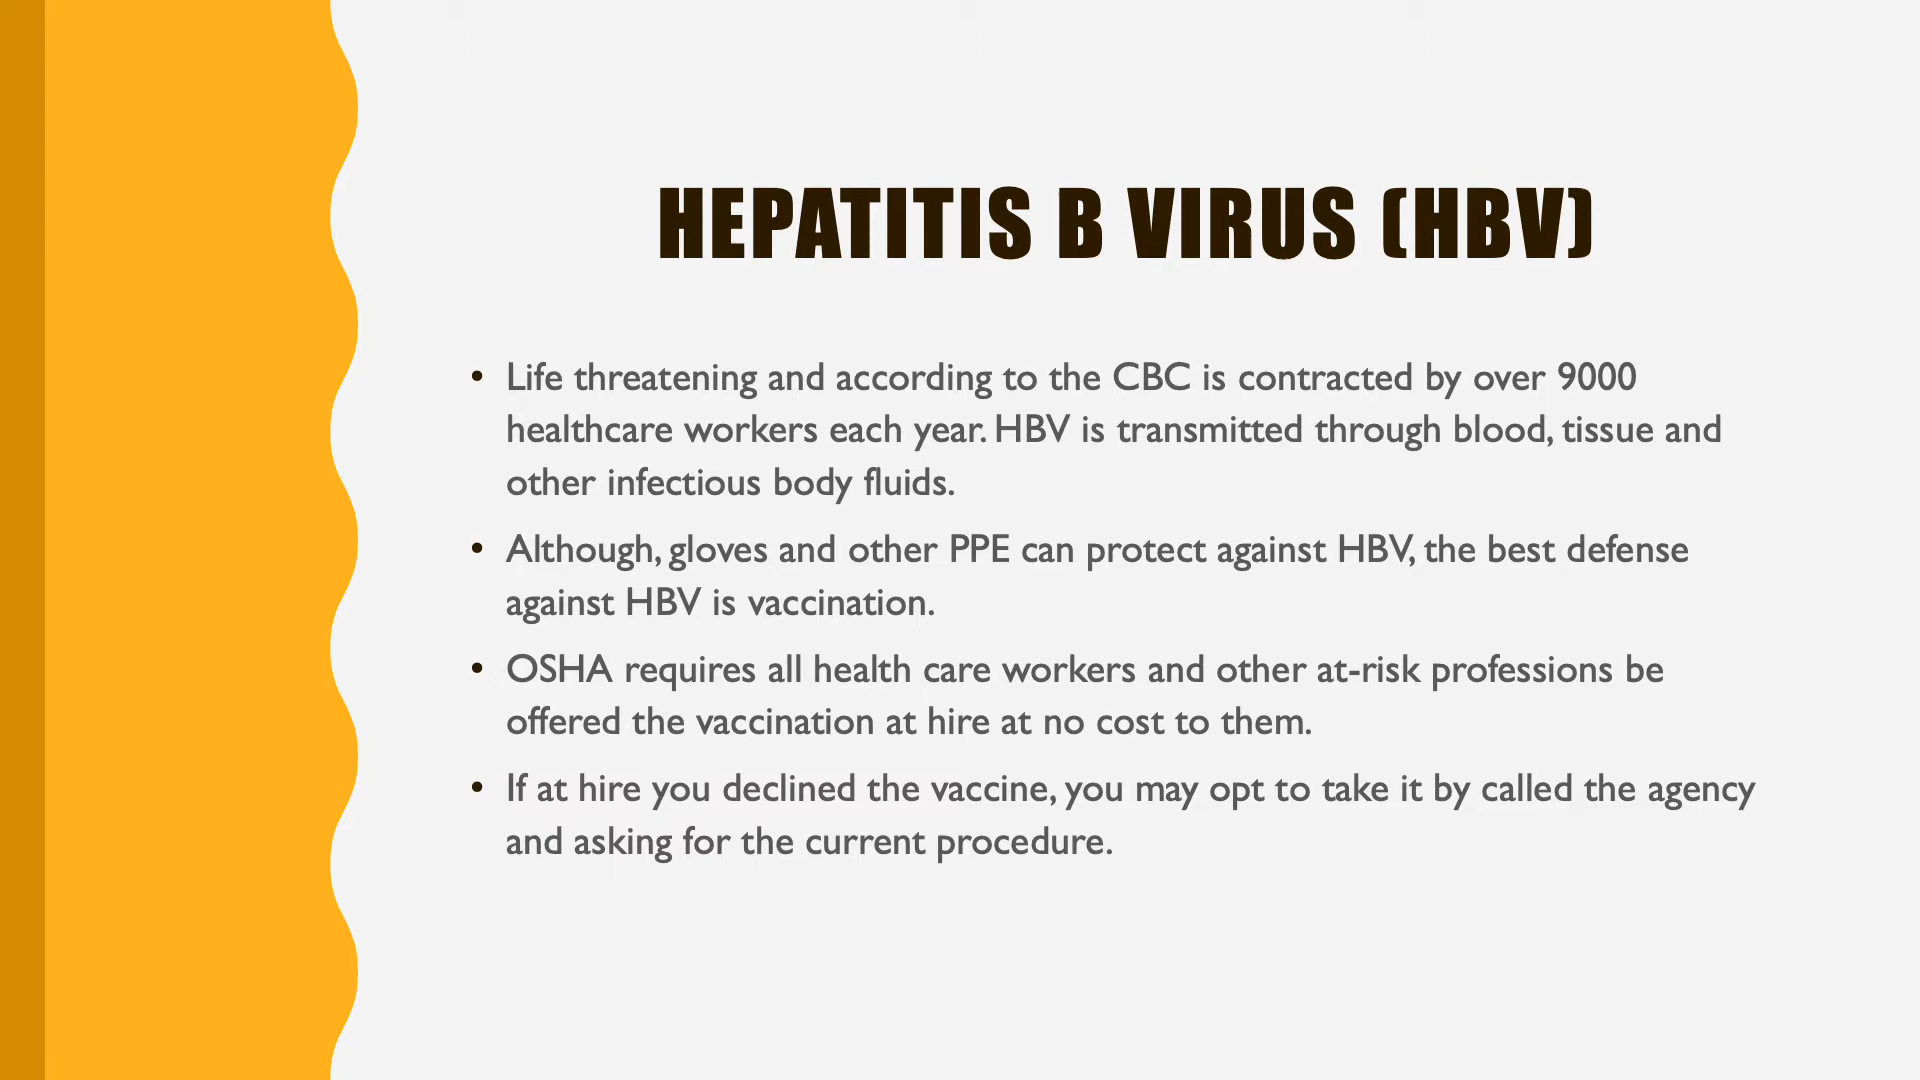 HEPATITIS B VIRUS (HBV)
• Life threatening and according to the CBC is contracted by over 9000
healthcare workers each year. HBV is transmitted through blood, tissue and
other infectious body fluids.
• Although, gloves and other PPE can protect against HBV, the best defense
against HBV is vaccination.
• OSHA requires all health care workers and other at-risk professions be
offered the vaccination at hire at no cost to them.
• If at hire you declined the vaccine, you may opt to take it by called the agency
and asking for the current procedure.